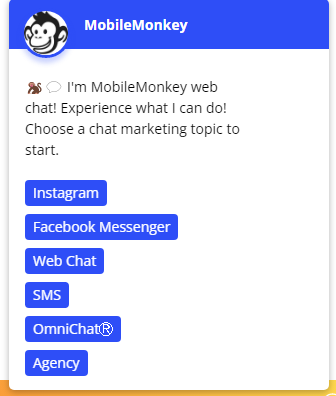 MobileMonkey
🐒 💬 I'm MobileMonkey web
chat! Experience what I can do!
Choose a chat marketing topic to
start.
Instagram
Facebook Messenger
Web Chat
SMS
OmniChat®
Agency